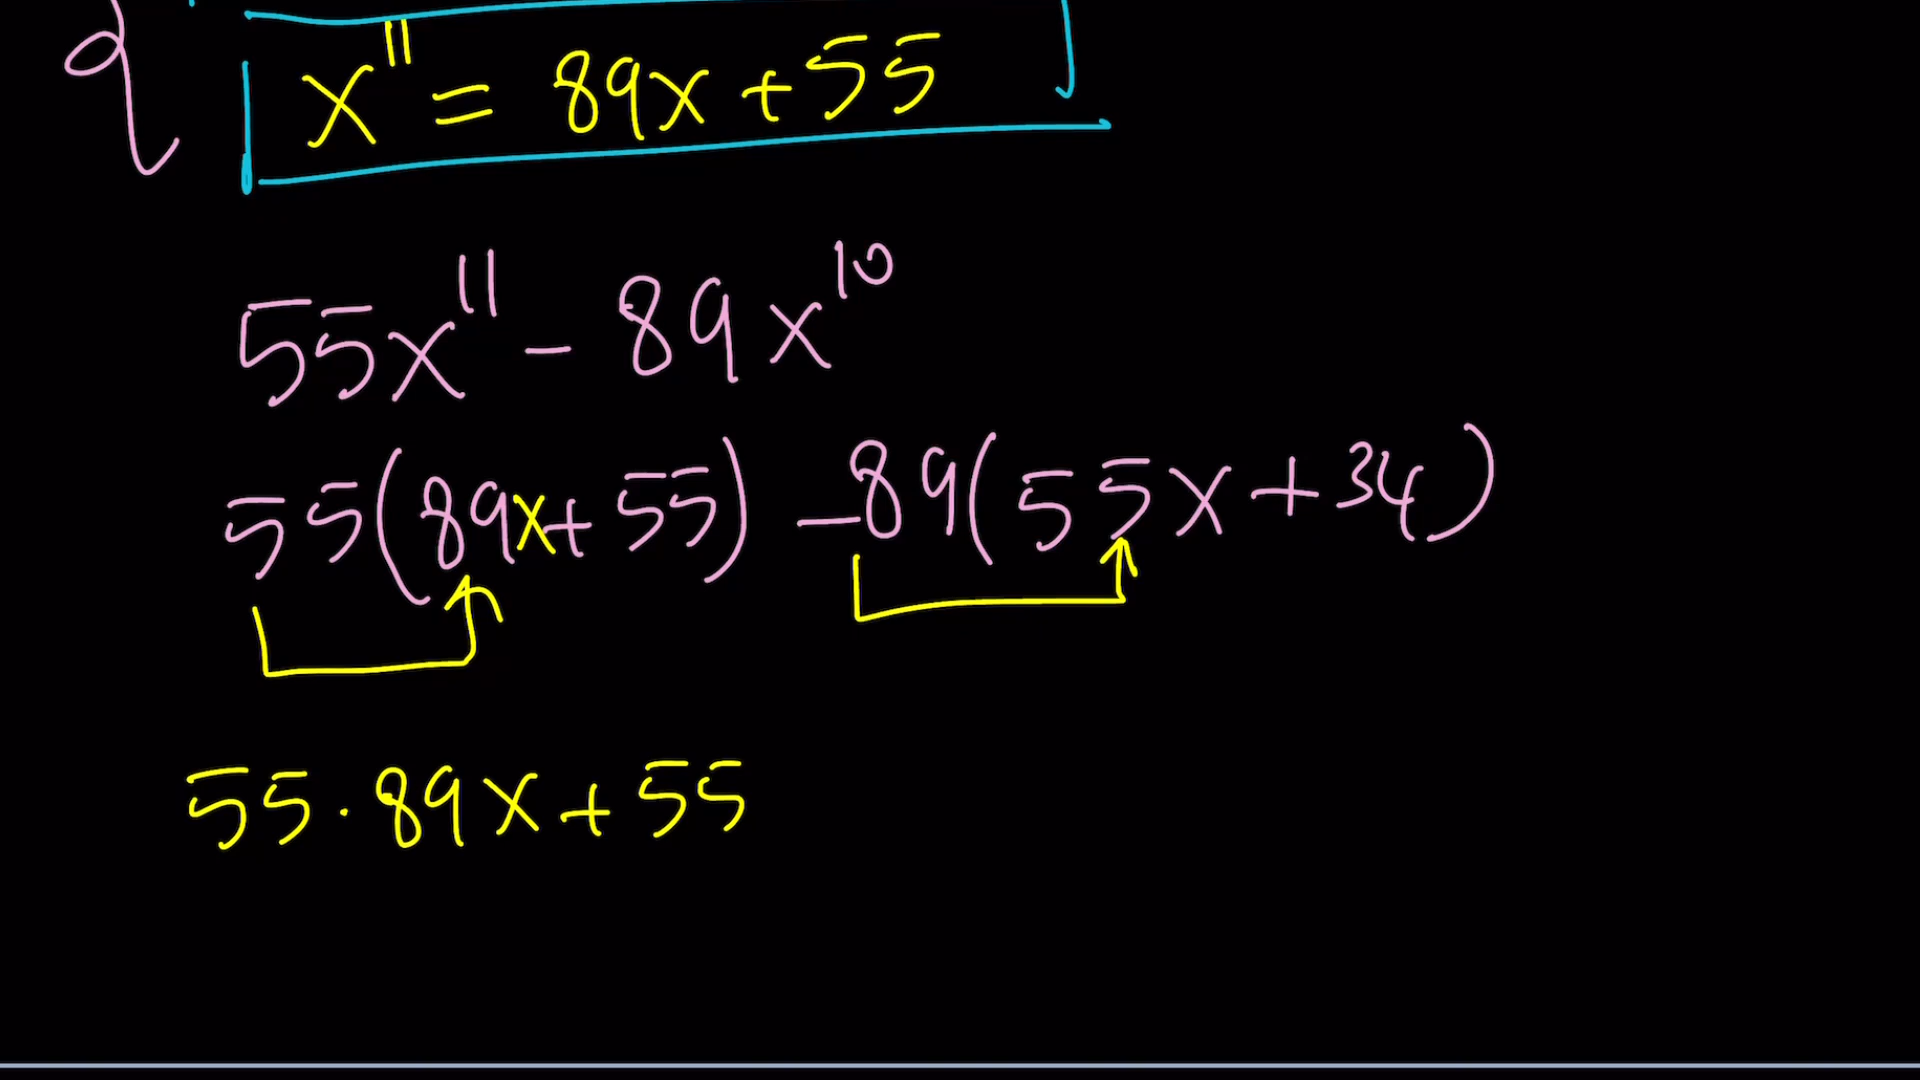 x¹¹ = 89x + 55
55x¹¹ - 89x¹⁰
55(89x + 55) - 89(55x + 34)
55 · 89x + 55